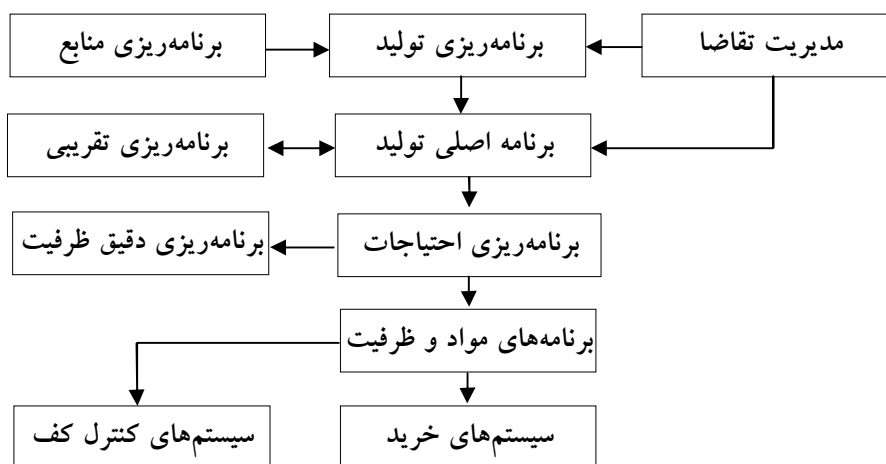 مدیریت تقاضا
برنامه‌ریزی تولید
برنامه‌ریزی منابع
برنامه اصلی تولید
برنامه‌ریزی تقریبی
برنامه‌ریزی احتیاجات
برنامه‌ریزی دقیق ظرفیت
برنامه‌های مواد و ظرفیت
سیستم‌های خرید
سیستم‌های کنترل کف